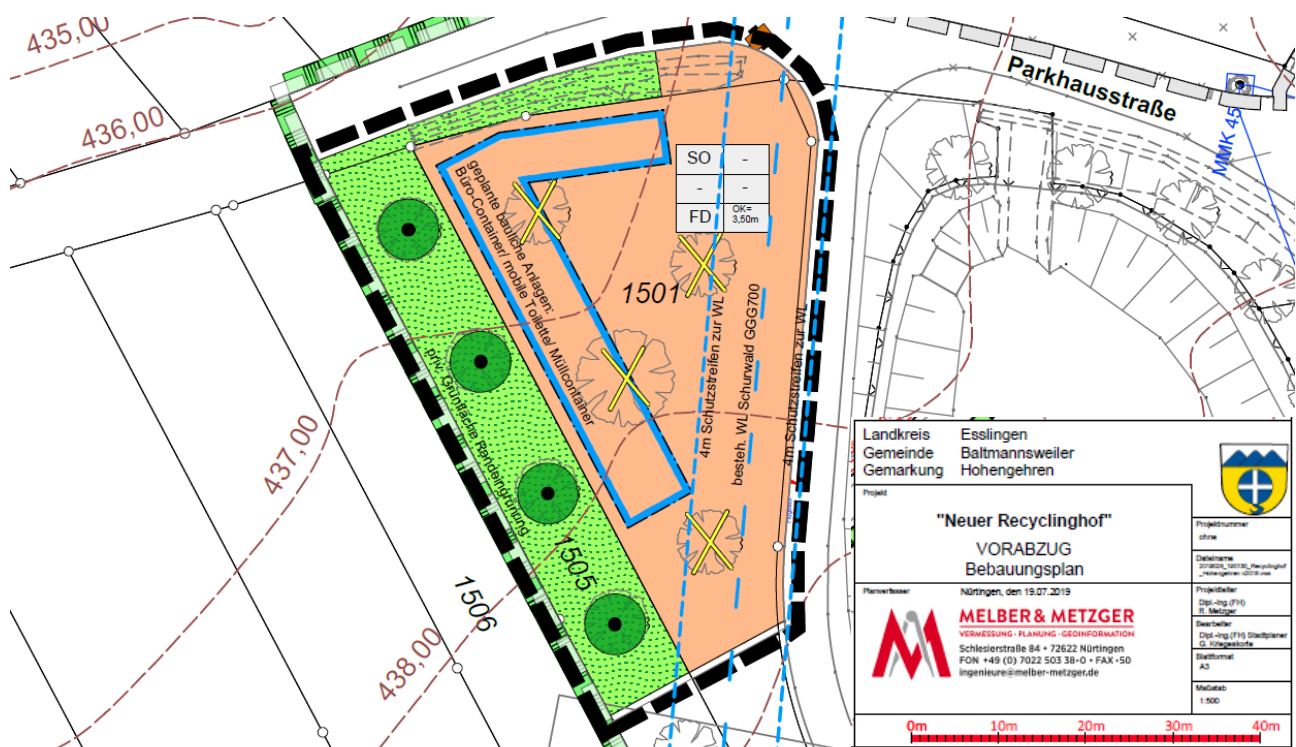 435,00
436,00
437,00
438,00
Parkhausstraße
MMK 45
geplante bauliche Anlagen:
Büro-Container/ mobile Toilette/ Müllcontainer
SO -
- -
FD OK=
3,50m
1501
4m Schutzstreifen zur WL
besteh. WL Schurwald GGG700
4m Schutzstreifen zur WL
priv. Grünfläche Randeingrünung
1505
1506
Landkreis Esslingen
Gemeinde Baltmannsweiler
Gemarkung Hohengehren
Projekt
"Neuer Recyclinghof"
VORABZUG
Bebauungsplan
Projektnummer
ohne
Dateiname
Planverfasser
Nürtingen, den 19.07.2019
MELBER & METZGER
VERMESSUNG · PLANUNG · GEOINFORMATION
Schlesierstraße 84 · 72622 Nürtingen
FON +49 (0) 7022 503 38-0 · FAX -50
ingenieure@melber-metzger.de
Projektleiter
Dipl.-Ing.(FH)
R. Metzger
Bearbeiter
Dipl.-Ing.(FH) Stadtplaner
G. Kriegeskorte
Blattformat
A3
Maßstab
1:500
0m 10m 20m 30m 40m